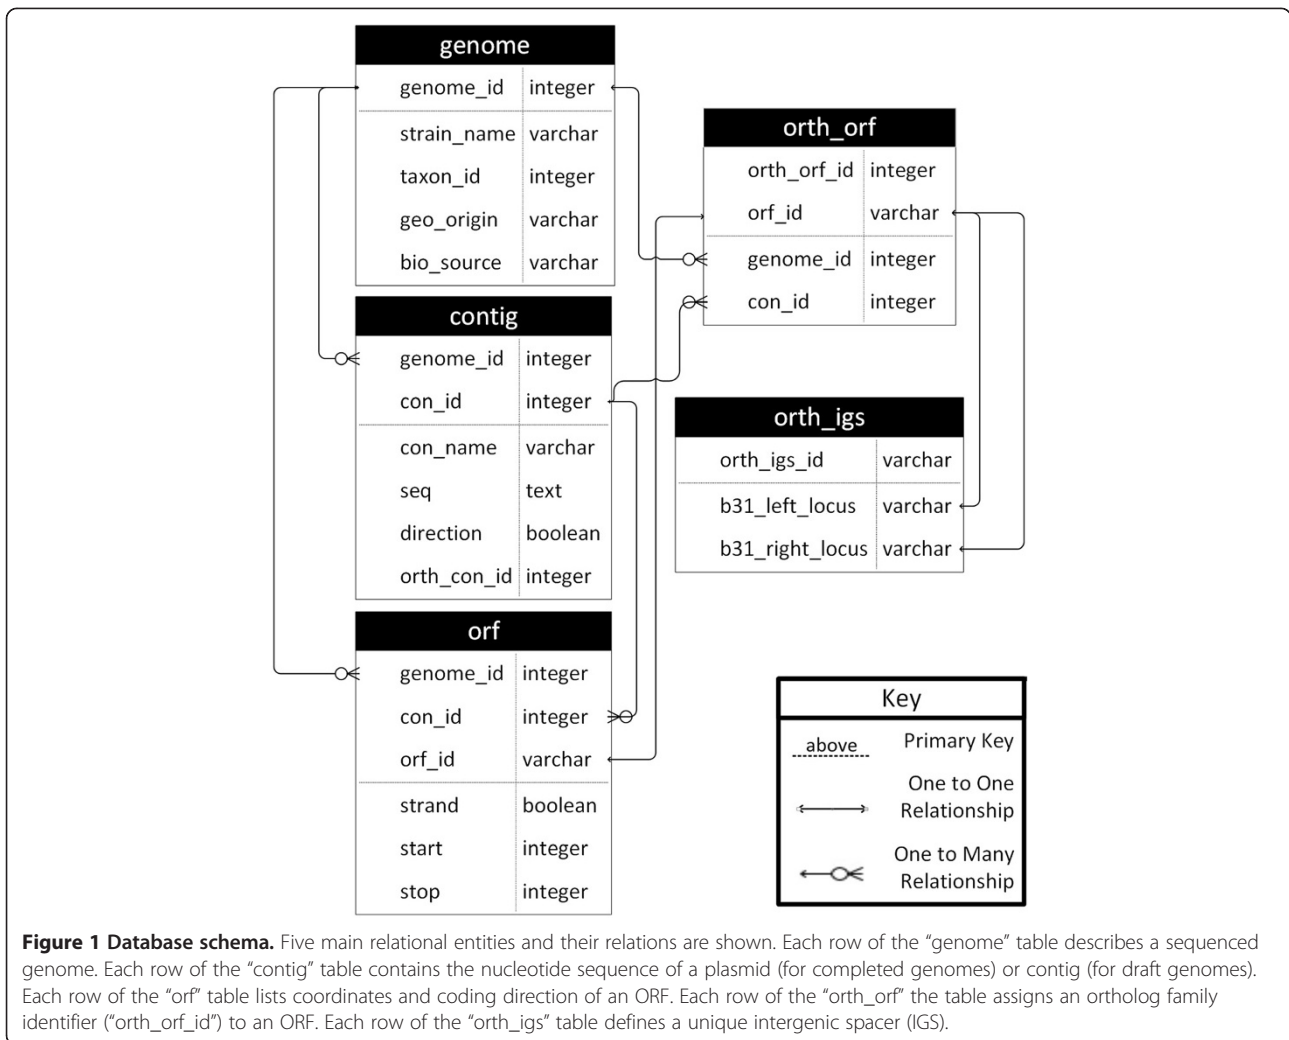 genome
genome_id integer
strain_name varchar
taxon_id integer
geo_origin varchar
bio_source varchar
contig
genome_id integer
con_id integer
con_name varchar
seq text
direction boolean
orth_con_id integer
orf
genome_id integer
con_id integer
orf_id varchar
strand boolean
start integer
stop integer
orth_orf
orth_orf_id integer
orf_id varchar
genome_id integer
con_id integer
orth_igs
orth_igs_id varchar
b31_left_locus varchar
b31_right_locus varchar
Key
above Primary Key
One to One
Relationship
One to Many
Relationship
Figure 1 Database schema. Five main relational entities and their relations are shown. Each row of the “genome” table describes a sequenced
genome. Each row of the “contig” table contains the nucleotide sequence of a plasmid (for completed genomes) or contig (for draft genomes).
Each row of the “orf” table lists coordinates and coding direction of an ORF. Each row of the “orth_orf” the table assigns an ortholog family
identifier (“orth_orf_id”) to an ORF. Each row of the “orth_igs” table defines a unique intergenic spacer (IGS).